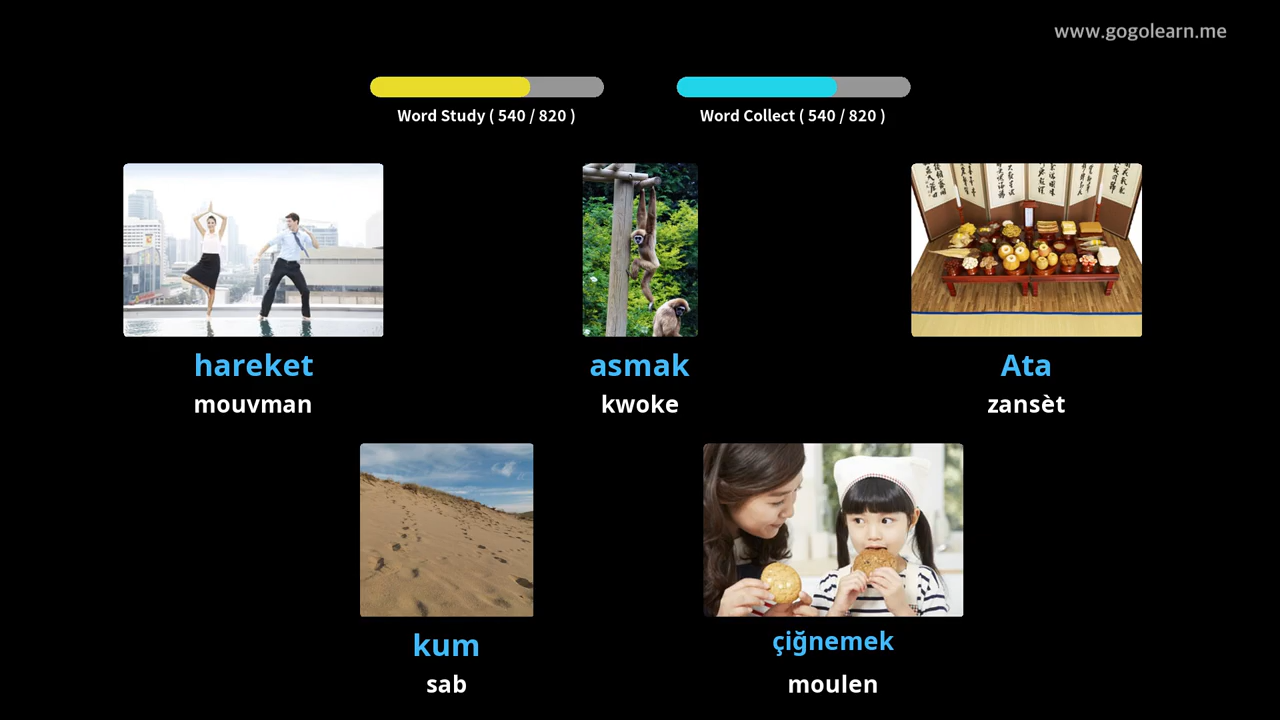 www.gogolearn.me
Word Study ( 540 / 820 )
Word Collect ( 540 / 820 )
hareket
mouvman
asmak
kwoke
Ata
zansèt
kum
sab
çiğnemek
moulen